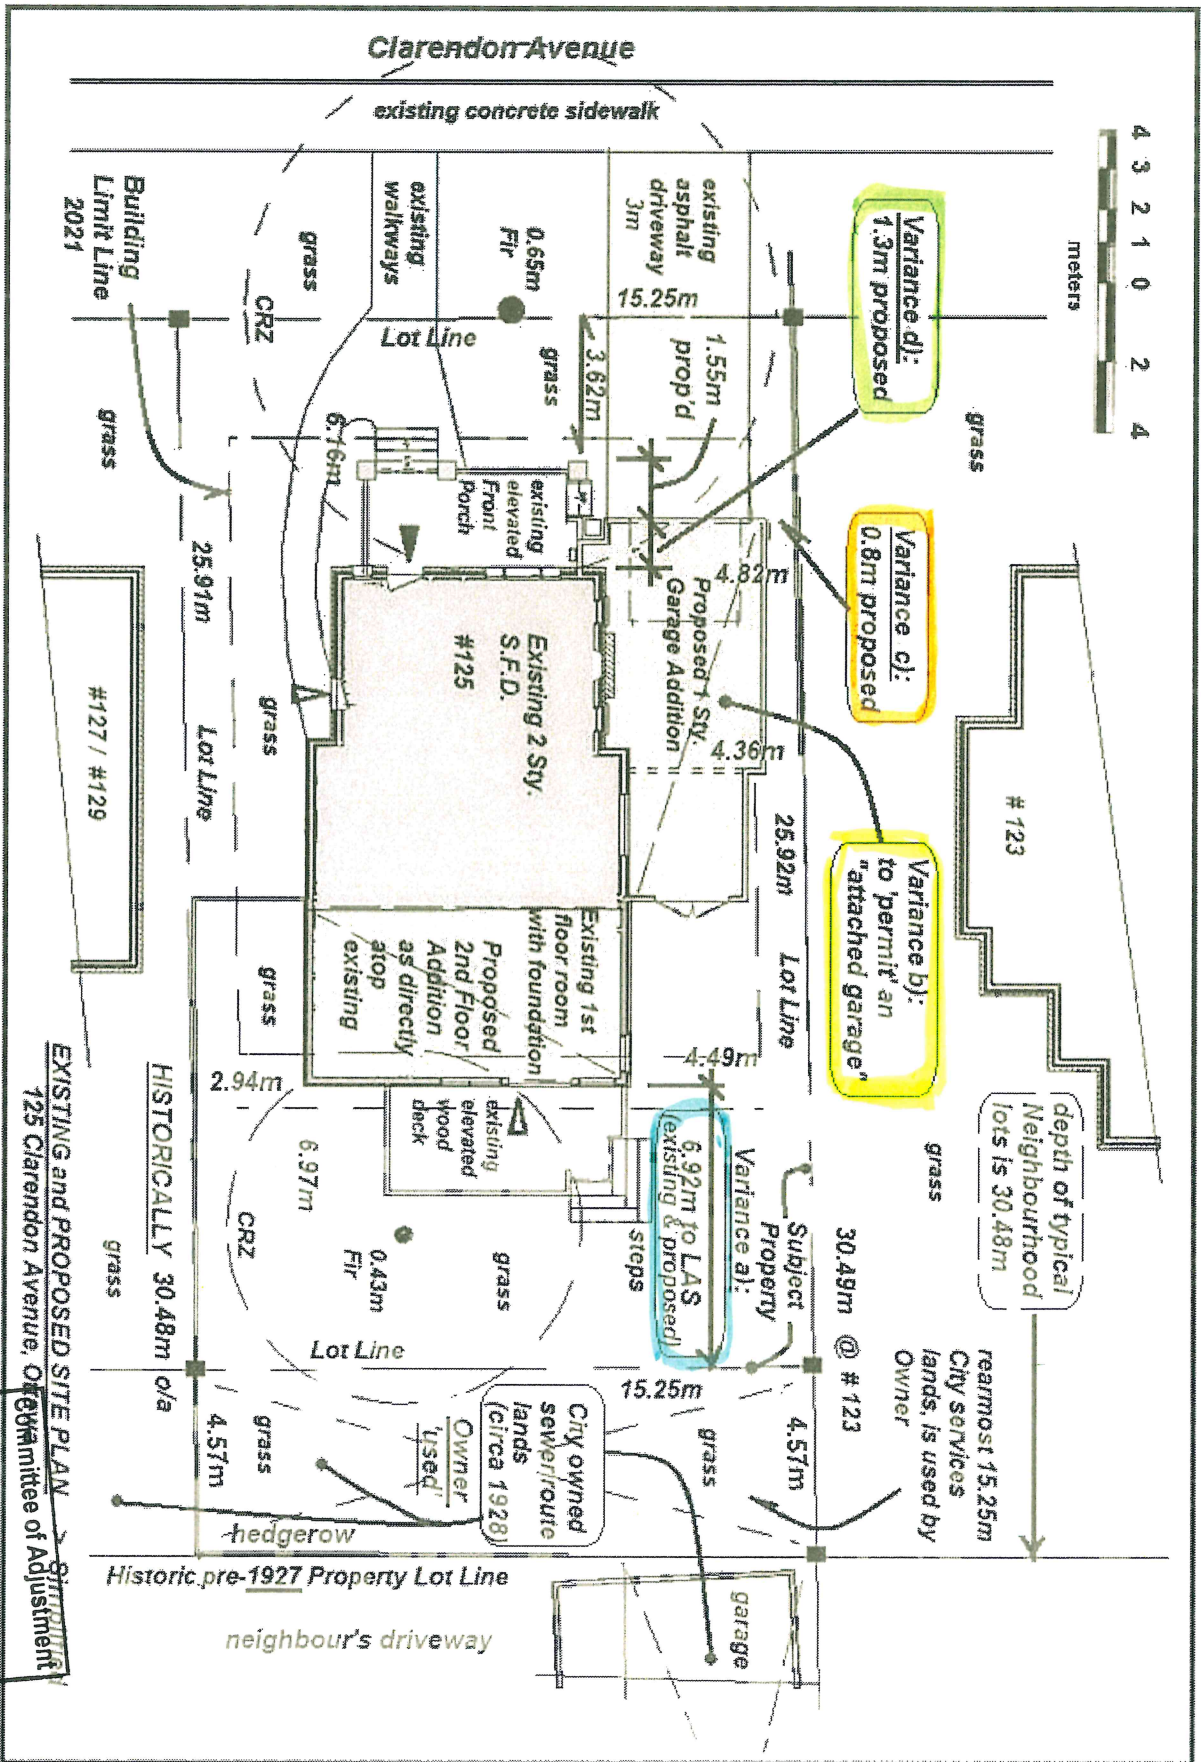 Clarendon Avenue
existing concrete sidewalk
4 3 2 1 0 2 4
meters
Building
Limit Line
2021
grass
existing
walkways
0.65m
Fir
existing
asphalt
driveway
3m
15.25m
Variance d):
1.3m proposed
grass
CRZ
Lot Line
grass
3.62m
1.55m
prop'd
grass
6.16m
existing
elevated
Front
Porch
4.82m
Variance c):
0.8m proposed
25.91m
Lot Line
grass
Existing 2 Sty.
S.F.D.
#125
Proposed 1 Sty.
Garage Addition
4.36m
25.92m
Lot Line
#127 / #129
# 123
Variance b):
to 'permit' an
"attached garage"
grass
Existing 1st
floor room
with foundation
Proposed
2nd Floor
Addition
as directly
atop
existing
4.49m
2.94m
existing
elevated
wood
deck
6.97m
CRZ
0.43m
Fir
grass
steps
Variance a):
6.92m to LAS
(existing & proposed)
Subject
Property
grass
depth of typical
Neighbourhood
lots is 30.48m
30.49m @ #123
HISTORICALLY 30.48m o/a
grass
Lot Line
15.25m
4.57m
4.57m
grass
grass
City owned
sewer/route
lands
(circa 1928)
Owner
'used'
rearmost 15.25m
City services
lands, is used by
Owner
hedgerow
Historic pre-1927 Property Lot Line
neighbour's driveway
garage
EXISTING and PROPOSED SITE PLAN
125 Clarendon Avenue,
Committee of Adjustment